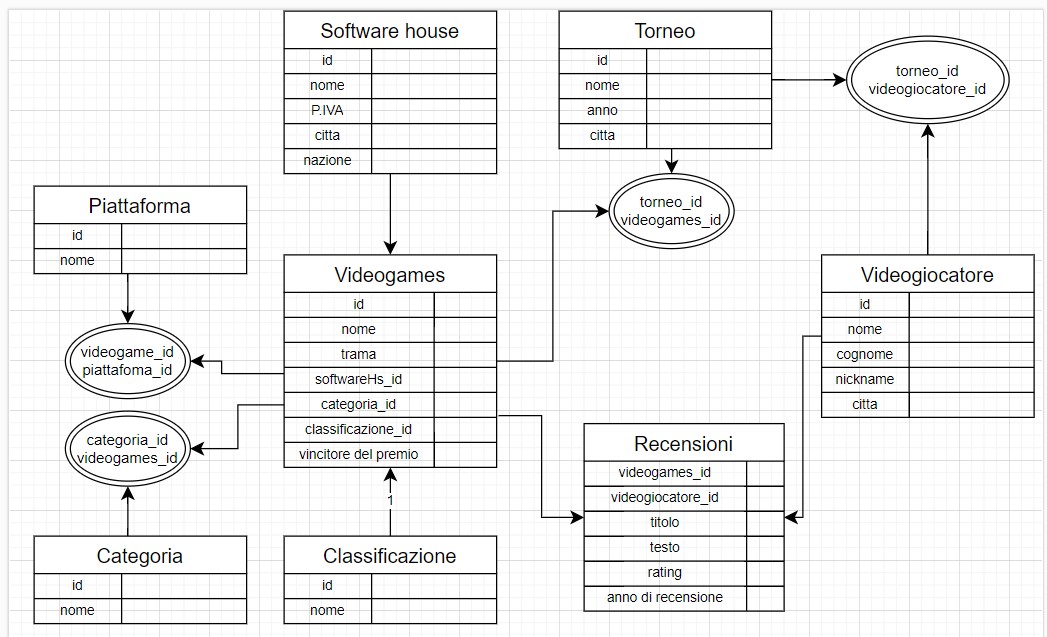 Software house
id
nome
P.IVA
citta
nazione
Torneo
id
nome
anno
citta
torneo_id
videogiocatore_id
torneo_id
videogames_id
Piattaforma
id
nome
videogame_id
piattafoma_id
categoria_id
videogames_id
Videogames
id
nome
trama
softwareHs_id
categoria_id
classificazione_id
vincitore del premio
1
Videogiocatore
id
nome
cognome
nickname
citta
Recensioni
videogames_id
videogiocatore_id
titolo
testo
rating
anno di recensione
Categoria
id
nome
Classificazione
id
nome